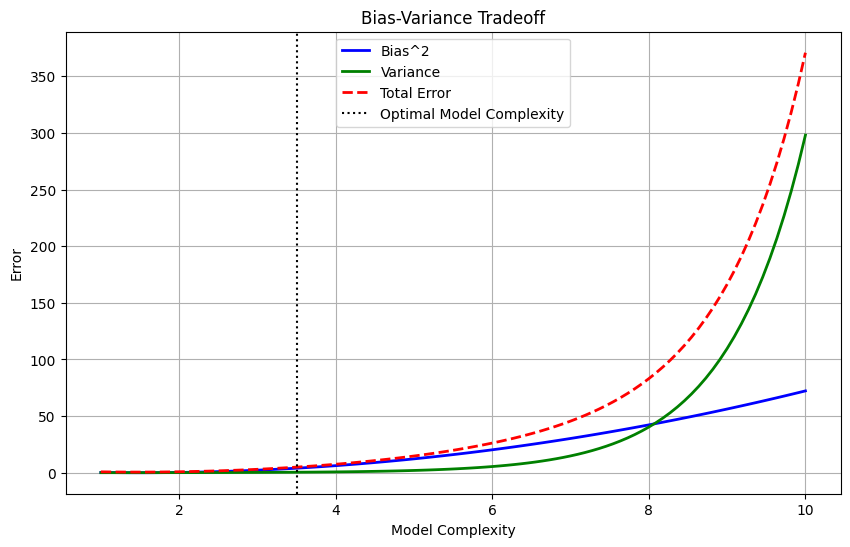 Bias-Variance Tradeoff
Bias^2
Variance
Total Error
Optimal Model Complexity
Error
350
300
250
200
150
100
50
0
2
4
6
8
10
Model Complexity